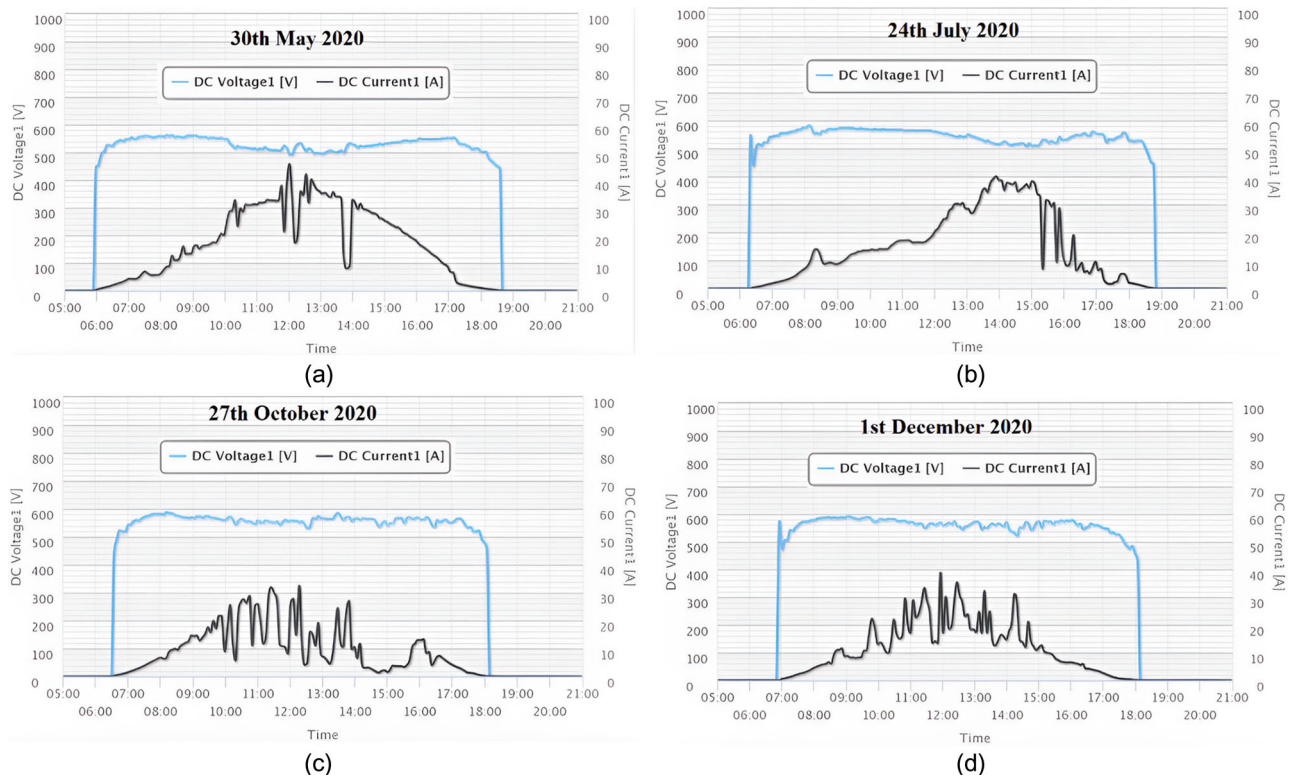 30th May 2020
DC Voltage1 [V] DC Current1 [A]
DC Voltage1 [V]
1000
900
800
700
600
500
400
300
200
100
0
100
90
80
70
60
50
40
30
20
10
0
DC Current1 [A]
05:00 07:00 09:00 11:00 13:00 15:00 17:00 19:00 21:00
06:00 08:00 10:00 12:00 14:00 16:00 18:00 20:00
Time
(a)
24th July 2020
DC Voltage1 [V] DC Current1 [A]
DC Voltage1 [V]
1000
900
800
700
600
500
400
300
200
100
0
100
90
80
70
60
50
40
30
20
10
0
DC Current1 [A]
05:00 07:00 09:00 11:00 13:00 15:00 17:00 19:00 21:00
06:00 08:00 10:00 12:00 14:00 16:00 18:00 20:00
Time
(b)
27th October 2020
DC Voltage1 [V] DC Current1 [A]
DC Voltage1 [V]
1000
900
800
700
600
500
400
300
200
100
0
100
90
80
70
60
50
40
30
20
10
0
DC Current1 [A]
05:00 07:00 09:00 11:00 13:00 15:00 17:00 19:00 21:00
06:00 08:00 10:00 12:00 14:00 16:00 18:00 20:00
Time
(c)
1st December 2020
DC Voltage1 [V] DC Current1 [A]
DC Voltage1 [V]
1000
900
800
700
600
500
400
300
200
100
0
100
90
80
70
60
50
40
30
20
10
0
DC Current1 [A]
05:00 07:00 09:00 11:00 13:00 15:00 17:00 19:00 21:00
06:00 08:00 10:00 12:00 14:00 16:00 18:00 20:00
Time
(d)